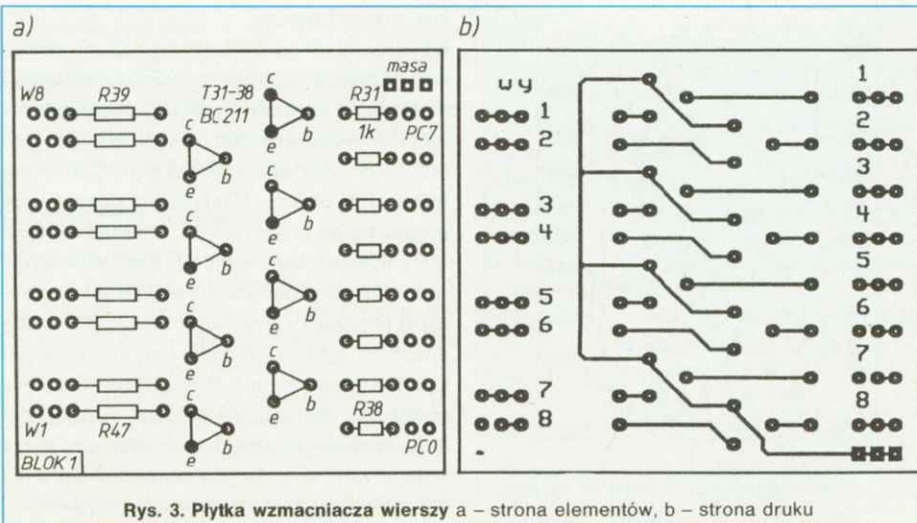 a)
masa
W8 R39 T31-38 c R31
BC211 b 1k PC7
c e
b
e c
c b
b e
e c
c b
b e
e c
W1 R47 c b R38
e PC0
b
BLOK1 e
b)
wy
1 1
2 2
3 3
4 4
5 5
6 6
7 7
8 8
Rys. 3. Płytka wzmacniacza wierszy a – strona elementów, b – strona druku